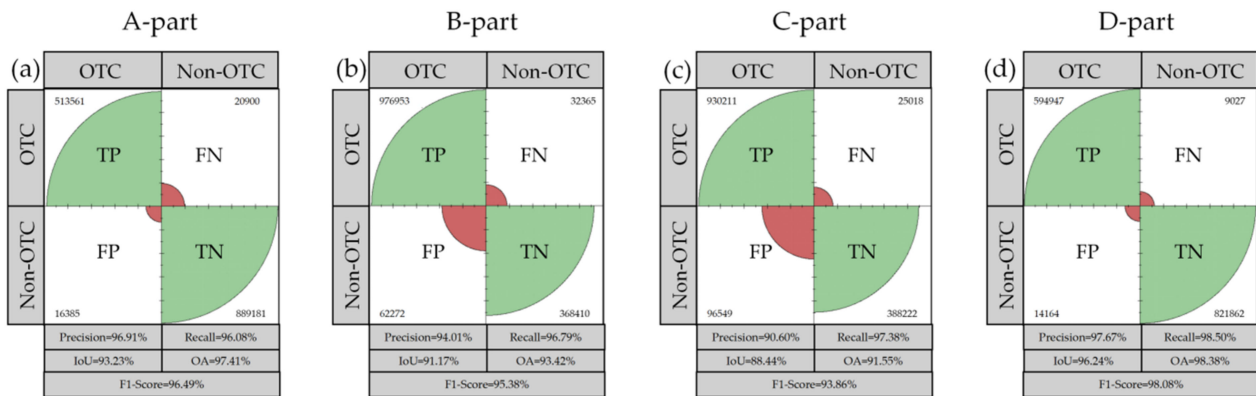 A-part B-part C-part D-part
(a) OTC Non-OTC (b) OTC Non-OTC (c) OTC Non-OTC (d) OTC Non-OTC
513561 20900 976953 32365 930211 25018 594947 9027
OTC TP FN OTC TP FN OTC TP FN OTC TP FN
Non-OTC FP TN Non-OTC FP TN Non-OTC FP TN Non-OTC FP TN
16385 889181 62272 368410 96549 388222 14164 821862
Precision=96.91% Recall=96.08% Precision=94.01% Recall=96.79% Precision=90.60% Recall=97.38% Precision=97.67% Recall=98.50%
IoU=93.23% OA=97.41% IoU=91.17% OA=93.42% IoU=88.44% OA=91.55% IoU=96.24% OA=98.38%
F1-Score=96.49% F1-Score=95.38% F1-Score=93.86% F1-Score=98.08%